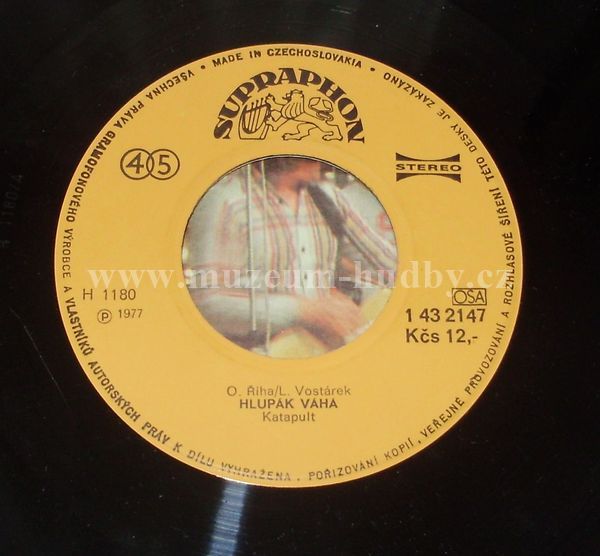 VŠECHNA PRÁVA GRAMOFONOVÉHO VÝROBCE A VLASTNÍKŮ AUTORSKÝCH PRÁV K DÍLU VYHRAŽENA. POŘIZOVÁNÍ KOPIÍ, VEŘEJNÉ PROVOZOVÁNÍ A ROZHLASOVÉ ŠÍŘENÍ TÉTO DESKY JE ZAKÁZÁNO • MADE IN CZECHOSLOVAKIA •
SUPRAPHON
45
STEREO
www.muzeum-hudby.cz
H 1180
OSA
℗ 1977
1 43 2147
Kčs 12,-
O. Říha/L. Vostárek
HLUPÁK VÁHA
Katapult